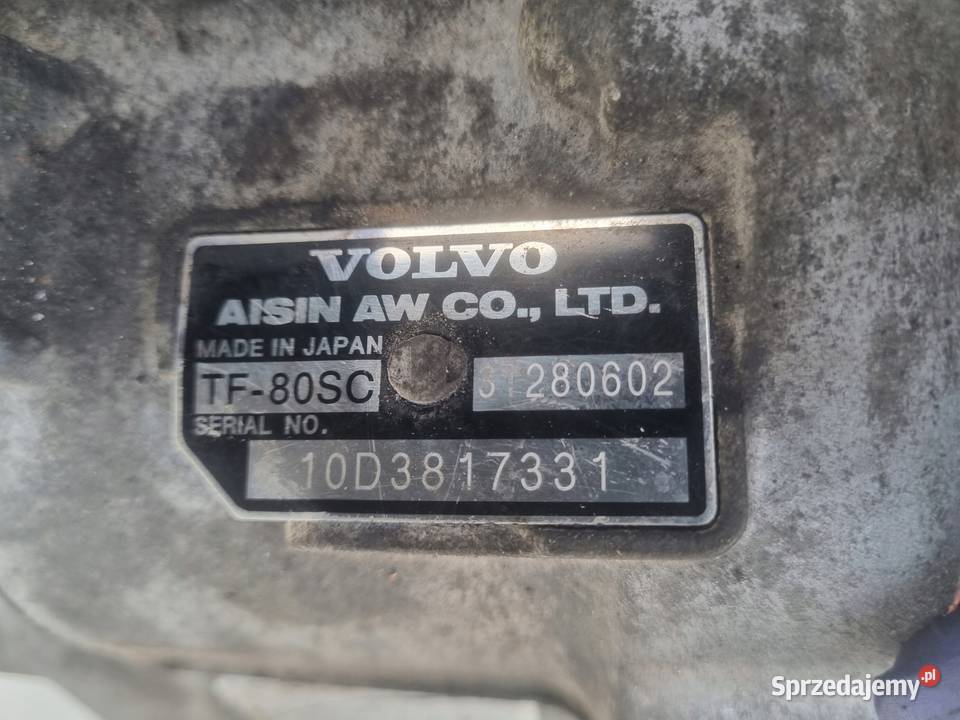 VOLVO
AISIN AW CO., LTD.
MADE IN JAPAN
TF-80SC 31280602
SERIAL NO.
10D3817331
Sprzedajemy.pl